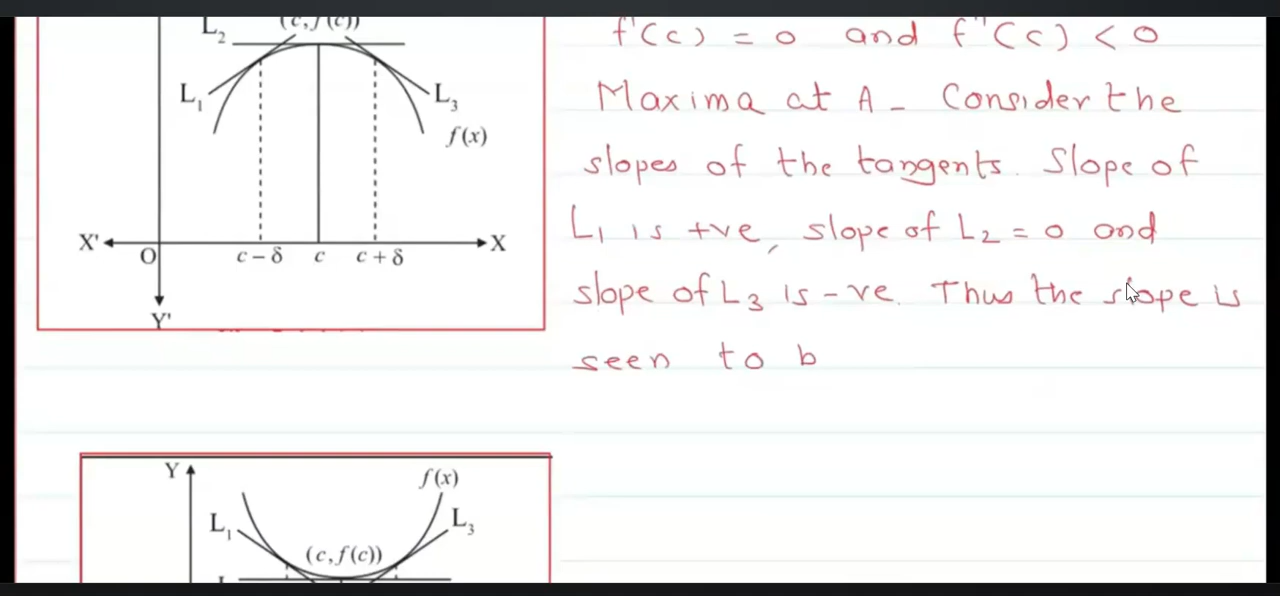 (c, f(c))
L₂
L₁
L₃
f(x)
X'
O
c – δ
c
c + δ
X
Y'
f'(c) = 0 and f"(c) < 0
Maxima at A - Consider the
slopes of the tangents. Slope of
L₁ is +ve, slope of L₂ = 0 and
slope of L₃ is -ve. Thus the slope is
seen to b
Y
f(x)
L₁
L₃
(c, f(c))